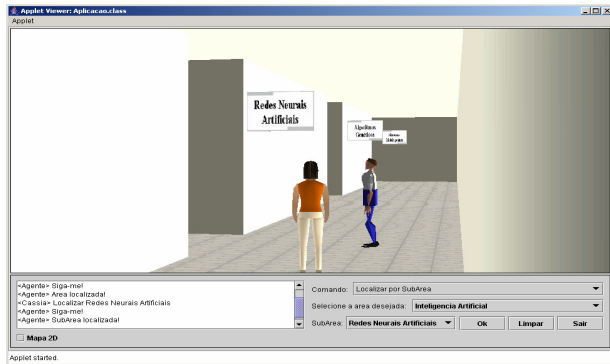 Applet Viewer: Aplicacao.class
Applet
Redes Neurais
Artificiais
Algoritmos
Genéticos
<Agente> Siga-me!
<Agente> Area localizada!
<Cassia> Localizar Redes Neurais Artificiais
<Agente> Siga-me!
<Agente> SubArea localizada!
Mapa 2D
Comando: Localizar por SubArea
Selecione a area desejada: Inteligencia Artificial
SubArea: Redes Neurais Artificiais Ok Limpar Sair
Applet started.